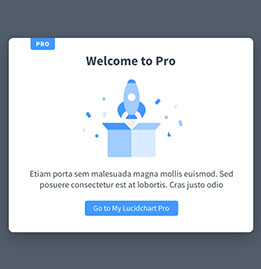 PRO
Welcome to Pro
Etiam porta sem malesuada magna mollis euismod. Sed
posuere consectetur est at lobortis. Cras justo odio
Go to My Lucidchart Pro